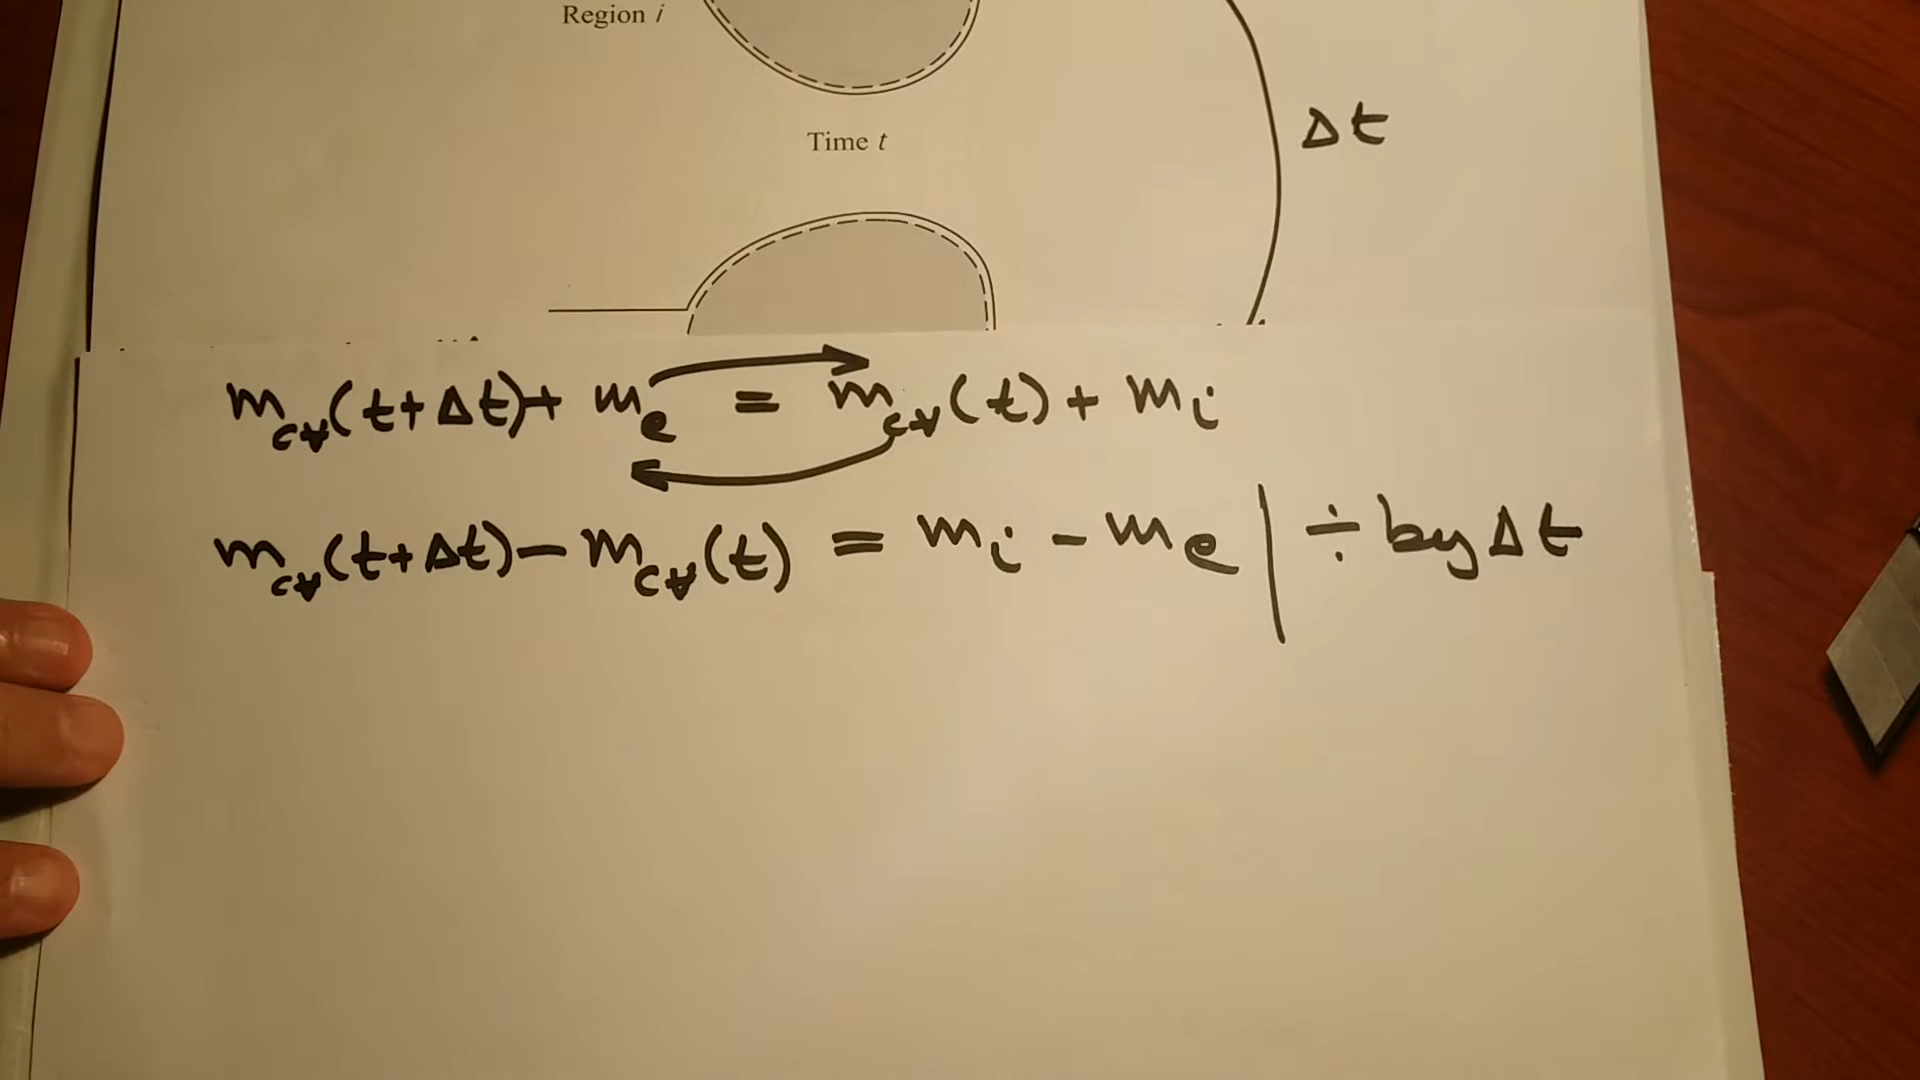 Region i
Δt
Time t
m_cv(t+Δt)+ m_e = m_cv(t) + m_i
m_cv(t+Δt)− m_cv(t) = m_i − m_e | ÷ by Δt